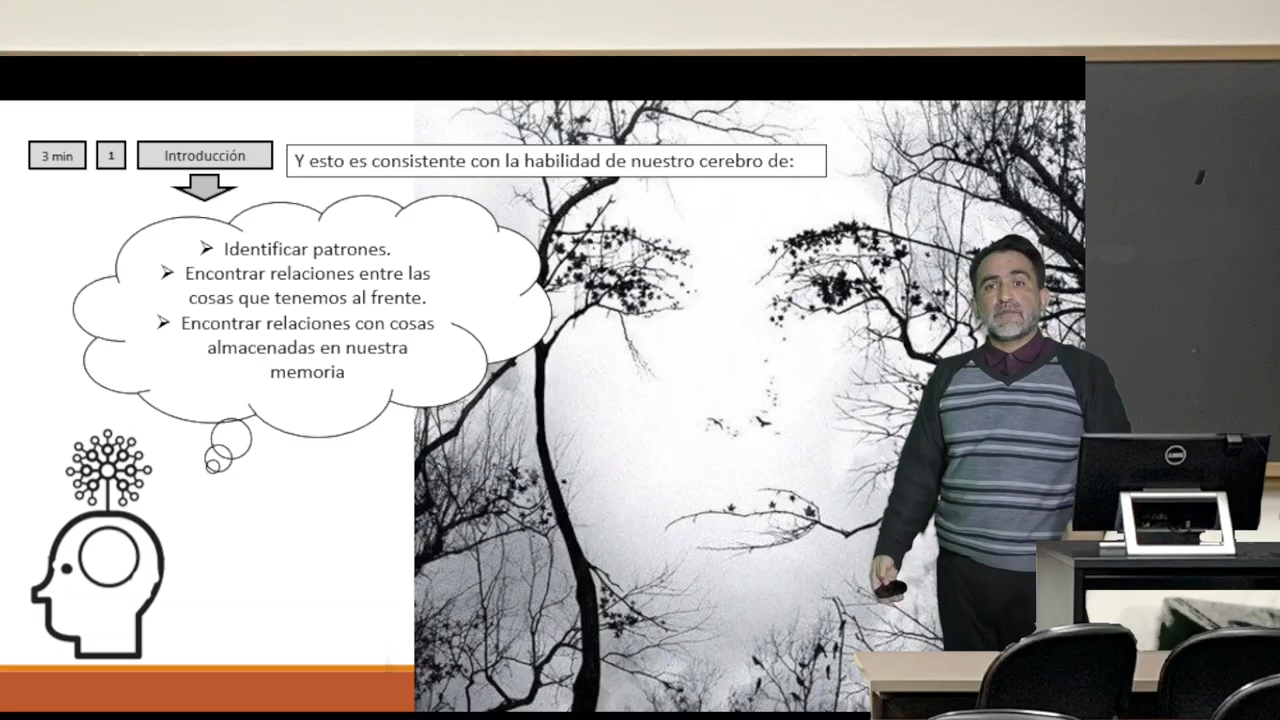 3 min
1
Introducción
Y esto es consistente con la habilidad de nuestro cerebro de:
➢ Identificar patrones.
➢ Encontrar relaciones entre las
cosas que tenemos al frente.
➢ Encontrar relaciones con cosas
almacenadas en nuestra
memoria
DELL